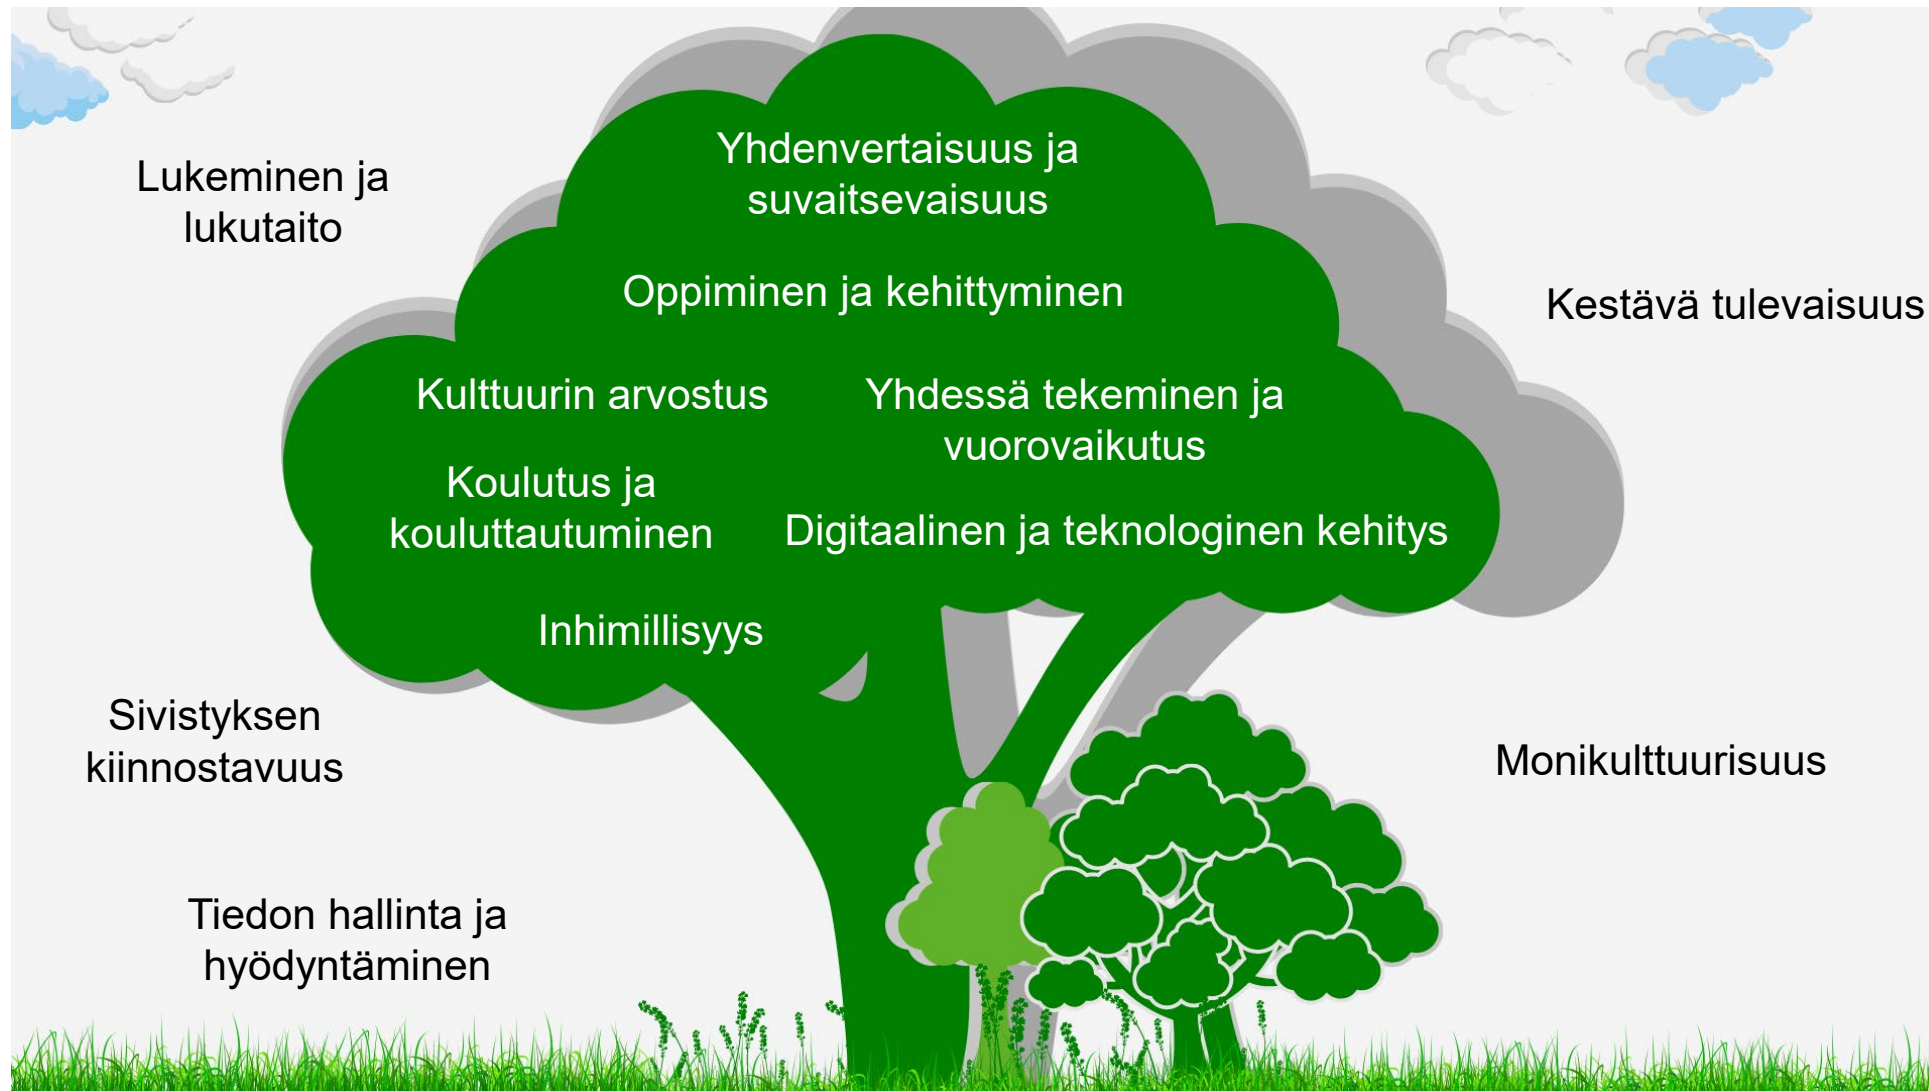 Lukeminen ja
lukutaito
Yhdenvertaisuus ja
suvaitsevaisuus
Oppiminen ja kehittyminen
Kestävä tulevaisuus
Kulttuurin arvostus
Yhdessä tekeminen ja
vuorovaikutus
Koulutus ja
kouluttautuminen
Digitaalinen ja teknologinen kehitys
Inhimillisyys
Sivistyksen
kiinnostavuus
Monikulttuurisuus
Tiedon hallinta ja
hyödyntäminen